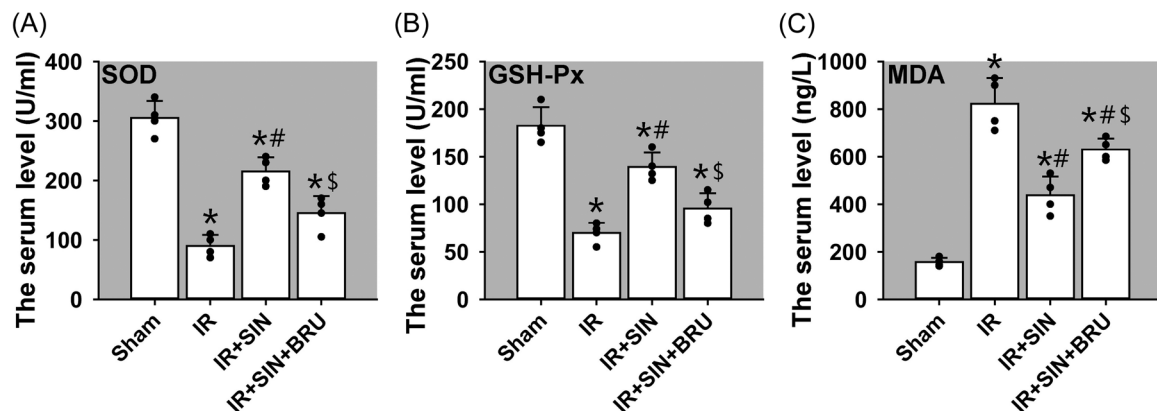 (A)
SOD
The serum level (U/ml)
400
300
200
100
0
*
*#
*$
Sham
IR
IR+SIN
IR+SIN+BRU
(B)
GSH-Px
The serum level (U/ml)
250
200
150
100
50
0
*
*#
*$
Sham
IR
IR+SIN
IR+SIN+BRU
(C)
MDA
The serum level (ng/L)
1000
800
600
400
200
0
*
*#
*#$
Sham
IR
IR+SIN
IR+SIN+BRU